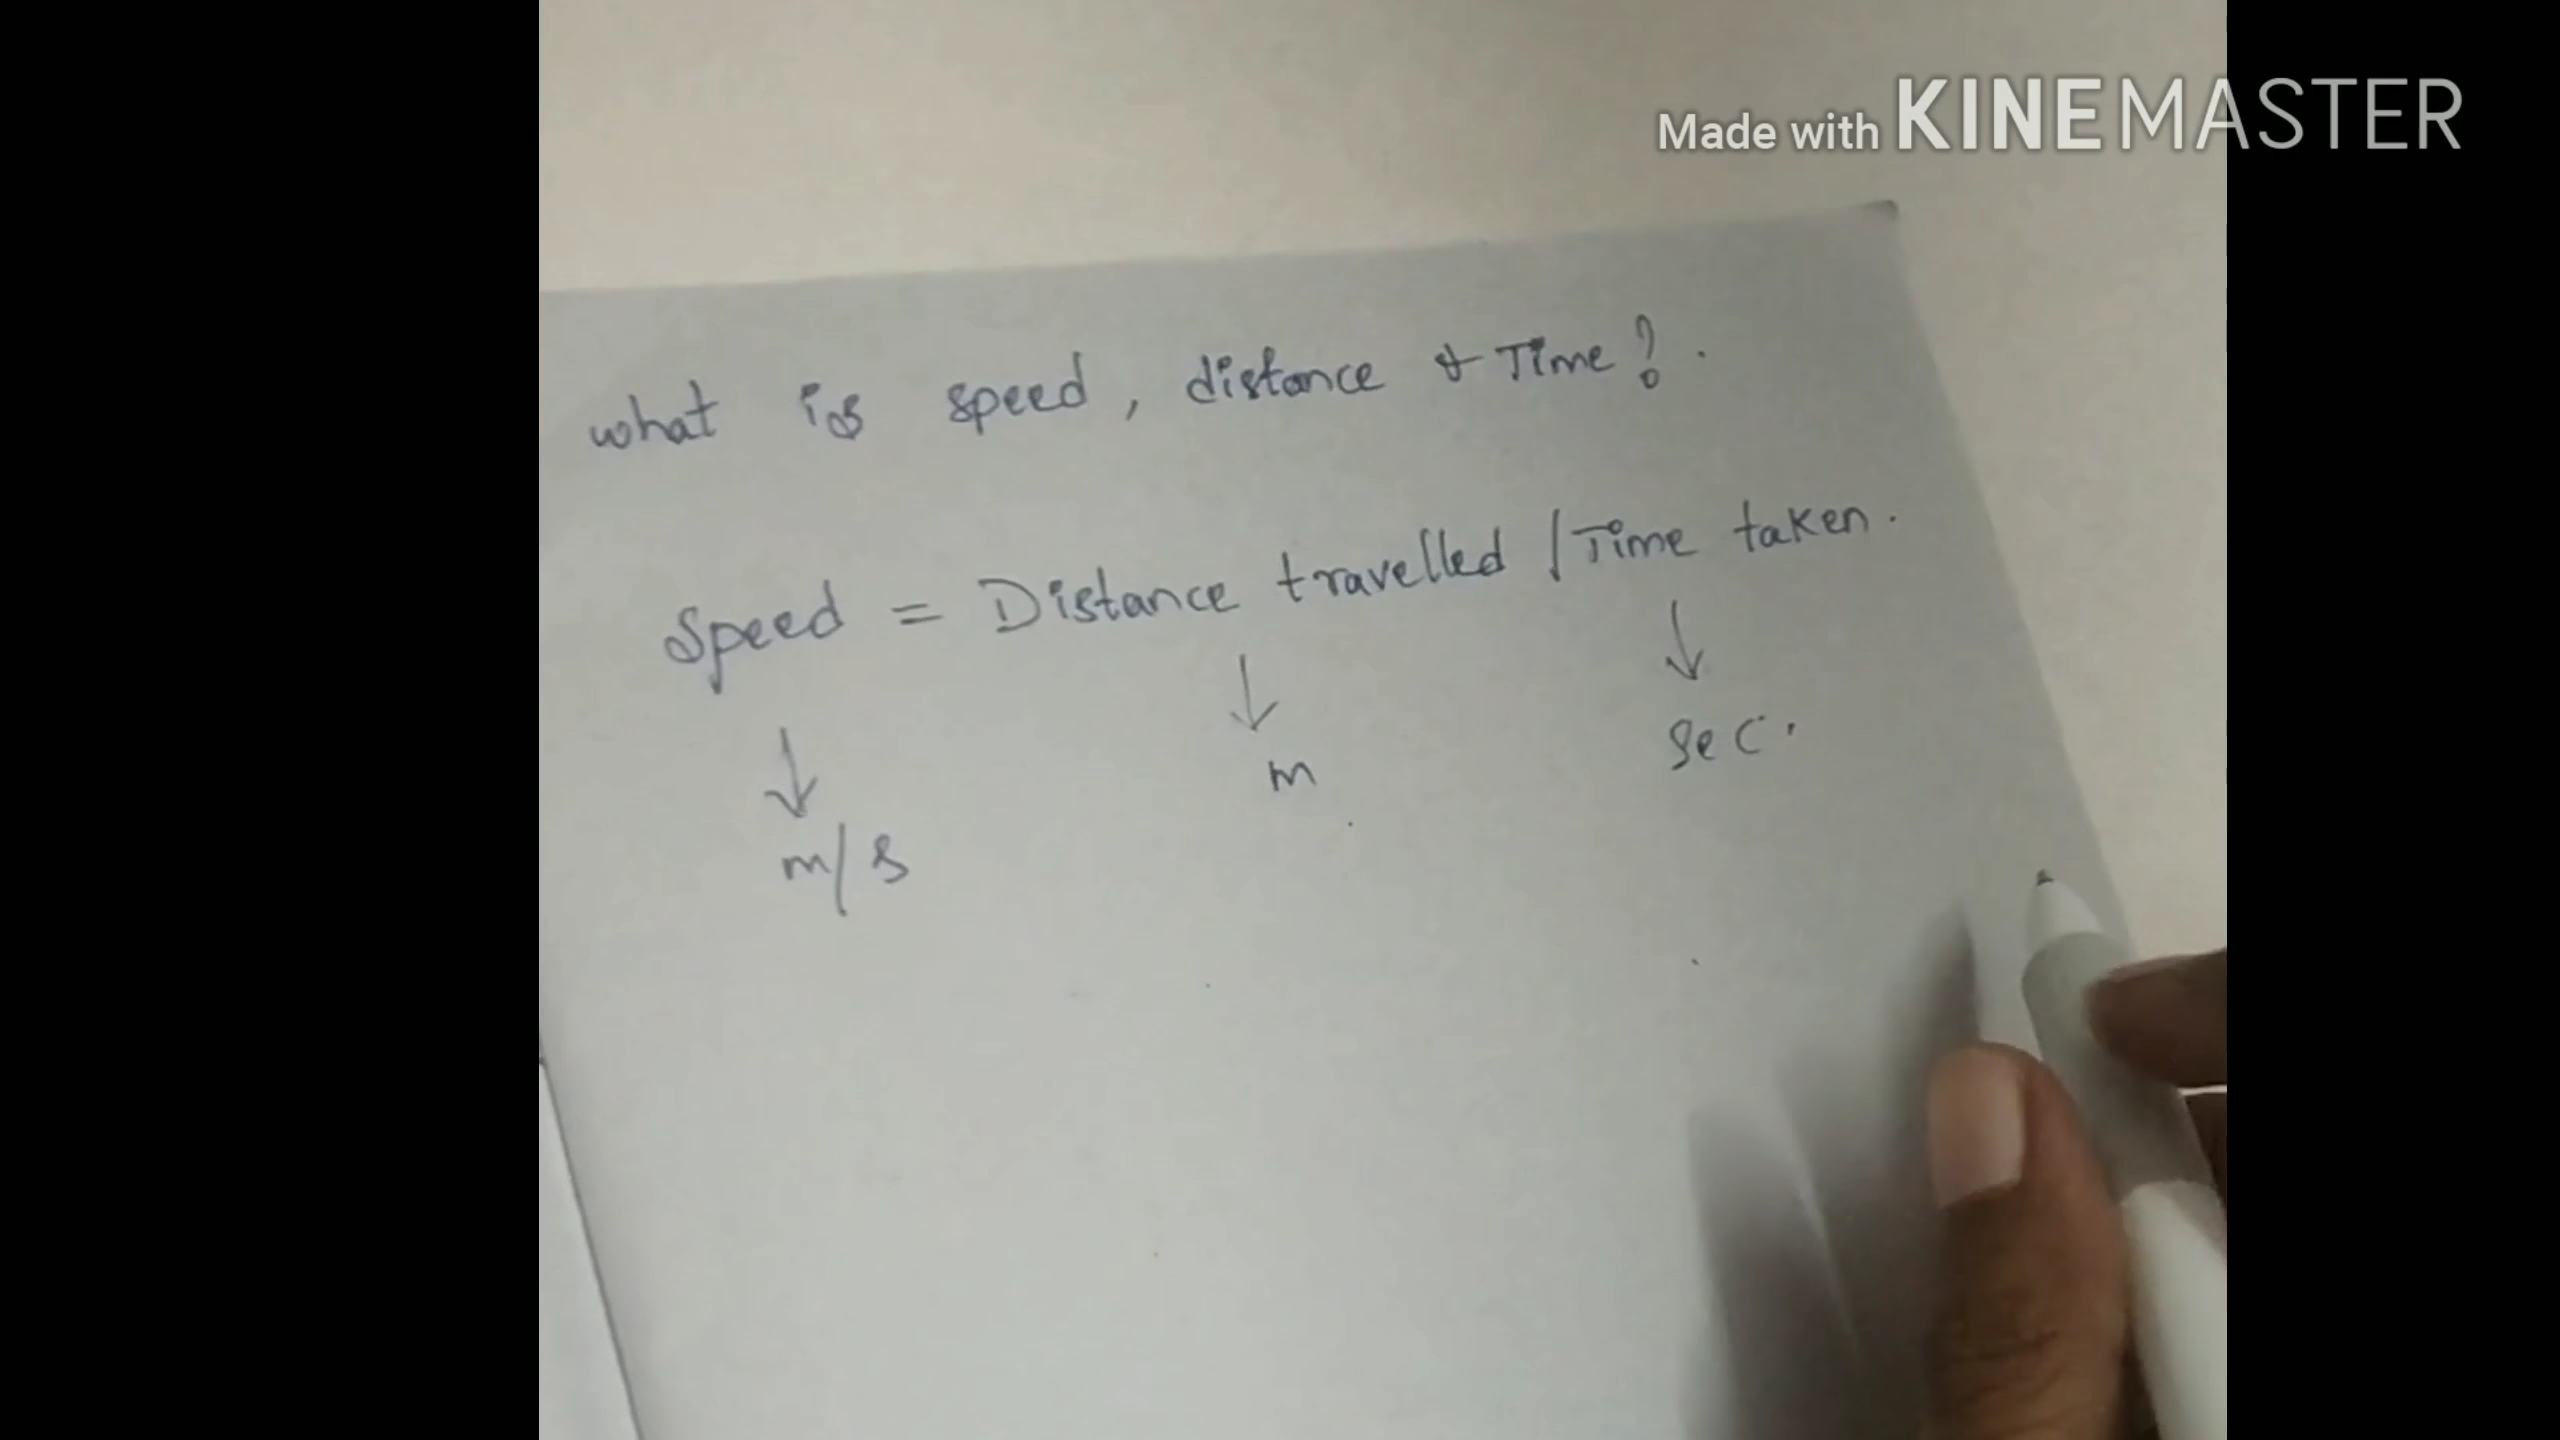 Made with KINEMASTER
what is speed, distance & Time?.
Speed = Distance travelled / Time taken.
↓ ↓ ↓
m/s m sec.